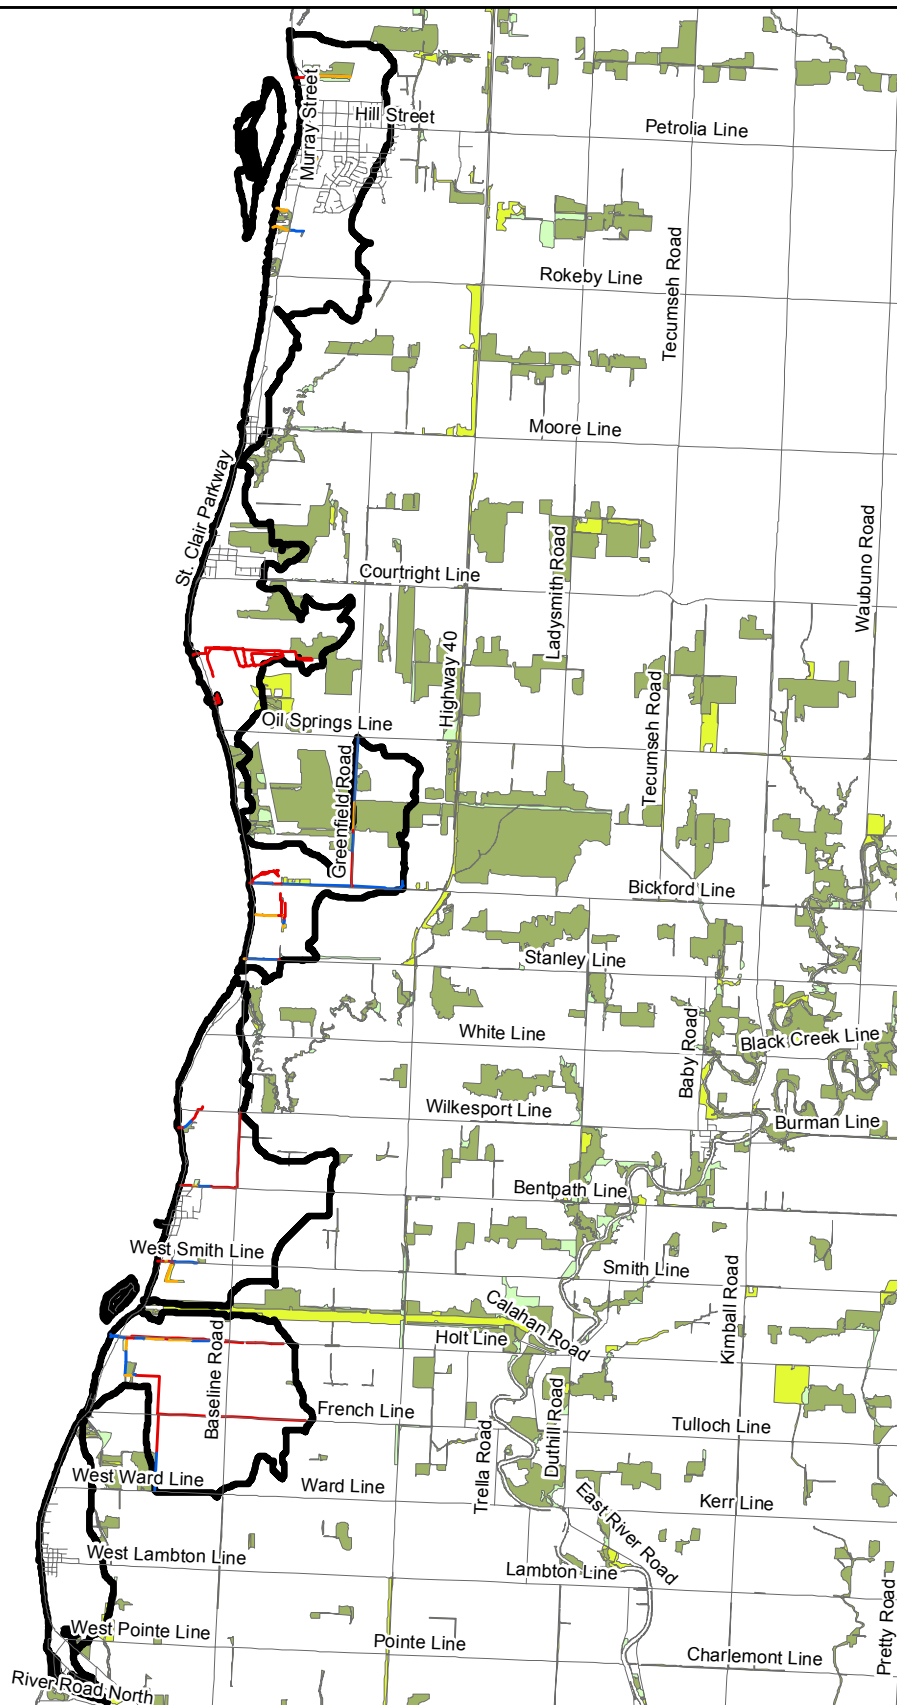 Murray Street
Hill Street
Petrolia Line
Rokeby Line
Tecumseh Road
Moore Line
St. Clair Parkway
Courtright Line
Ladysmith Road
Waubuno Road
Highway 40
Tecumseh Road
Oil Springs Line
Greenfield Road
Bickford Line
Stanley Line
White Line
Baby Road
Black Creek Line
Wilkesport Line
Burman Line
Bentpath Line
West Smith Line
Smith Line
Kimball Road
Calahan Road
Holt Line
Baseline Road
French Line
Duthill Road
Tulloch Line
Trella Road
West Ward Line
Ward Line
Kerr Line
East River Road
West Lambton Line
Lambton Line
Pretty Road
West Pointe Line
Pointe Line
Charlemont Line
River Road North